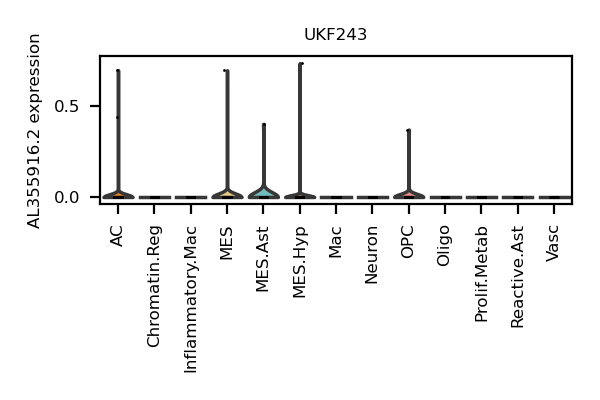 UKF243
AL355916.2 expression
0.5
0.0
AC
Chromatin.Reg
Inflammatory.Mac
MES
MES.Ast
MES.Hyp
Mac
Neuron
OPC
Oligo
Prolif.Metab
Reactive.Ast
Vasc